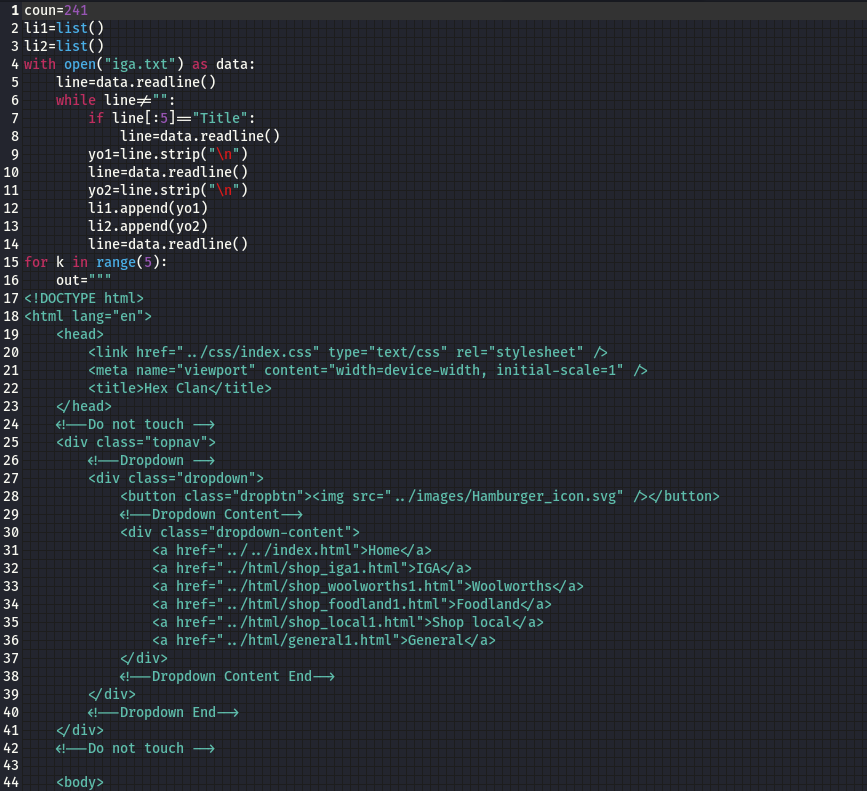 1 coun=241
2 li1=list()
3 li2=list()
4 with open("iga.txt") as data:
5     line=data.readline()
6     while line!="":
7         if line[:5]=="Title":
8             line=data.readline()
9         yo1=line.strip("\n")
10         line=data.readline()
11         yo2=line.strip("\n")
12         li1.append(yo1)
13         li2.append(yo2)
14         line=data.readline()
15 for k in range(5):
16     out="""
17 <!DOCTYPE html>
18 <html lang="en">
19     <head>
20         <link href="../css/index.css" type="text/css" rel="stylesheet" />
21         <meta name="viewport" content="width=device-width, initial-scale=1" />
22         <title>Hex Clan</title>
23     </head>
24     <!--Do not touch -->
25     <div class="topnav">
26         <!--Dropdown -->
27         <div class="dropdown">
28             <button class="dropbtn"><img src="../images/Hamburger_icon.svg" /></button>
29             <!--Dropdown Content-->
30             <div class="dropdown-content">
31                 <a href="../../index.html">Home</a>
32                 <a href="../html/shop_iga1.html">IGA</a>
33                 <a href="../html/shop_woolworths1.html">Woolworths</a>
34                 <a href="../html/shop_foodland1.html">Foodland</a>
35                 <a href="../html/shop_local1.html">Shop local</a>
36                 <a href="../html/general1.html">General</a>
37             </div>
38             <!--Dropdown Content End-->
39         </div>
40         <!--Dropdown End-->
41     </div>
42     <!--Do not touch -->
43
44     <body>